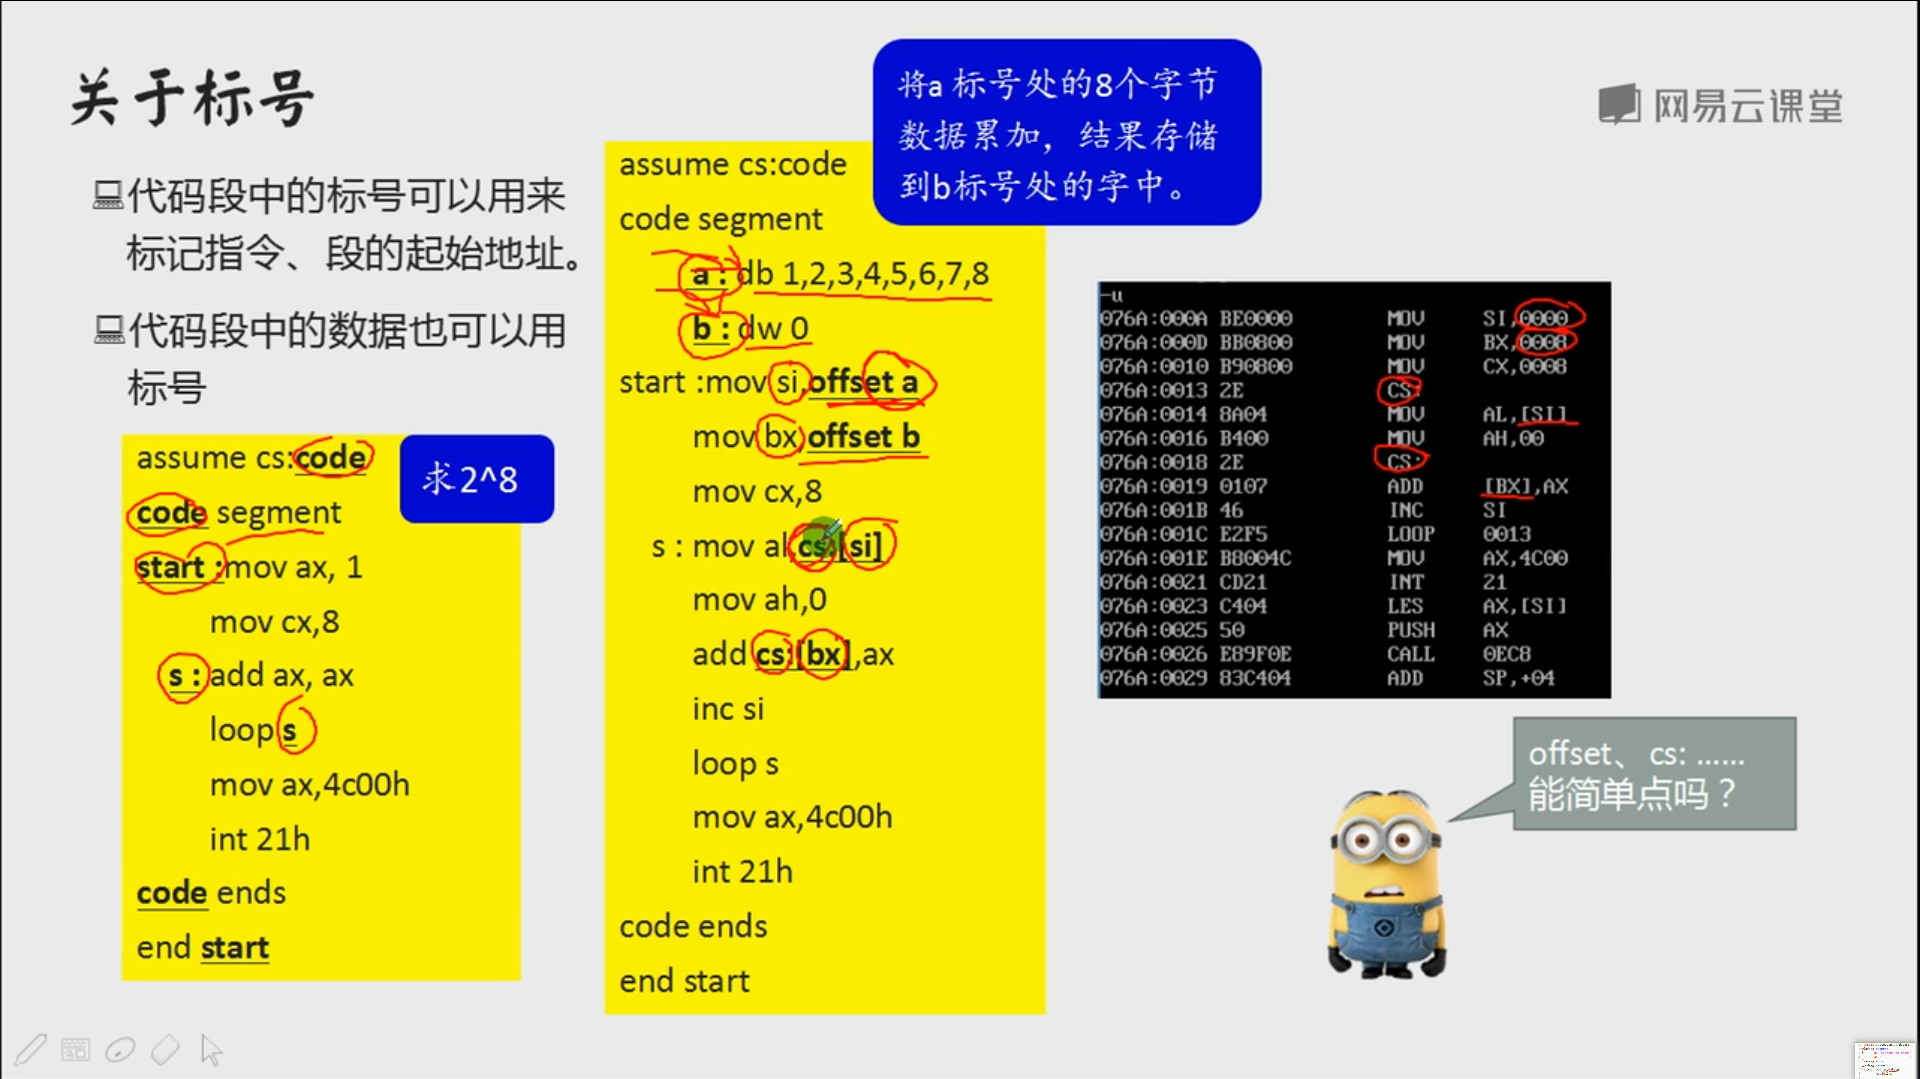 关于标号
网易云课堂
代码段中的标号可以用来
标记指令、段的起始地址。
代码段中的数据也可以用
标号
assume cs:code
code segment
start :mov ax, 1
mov cx,8
s : add ax, ax
loop s
mov ax,4c00h
int 21h
code ends
end start
求2^8
将a 标号处的8个字节
数据累加，结果存储
到b标号处的字中。
assume cs:code
code segment
a : db 1,2,3,4,5,6,7,8
b : dw 0
start :mov si,offset a
mov bx,offset b
mov cx,8
s : mov al,cs:[si]
mov ah,0
add cs:[bx],ax
inc si
loop s
mov ax,4c00h
int 21h
code ends
end start
-u
076A:000A BE0000 MOV SI,0000
076A:000D BB0800 MOV BX,0008
076A:0010 B90800 MOV CX,0008
076A:0013 2E CS:
076A:0014 8A04 MOV AL,[SI]
076A:0016 B400 MOV AH,00
076A:0018 2E CS:
076A:0019 0107 ADD [BX],AX
076A:001B 46 INC SI
076A:001C E2F5 LOOP 0013
076A:001E B8004C MOV AX,4C00
076A:0021 CD21 INT 21
076A:0023 C404 LES AX,[SI]
076A:0025 50 PUSH AX
076A:0026 E89F0E CALL 0EC8
076A:0029 83C404 ADD SP,+04
offset、 cs: ……
能简单点吗？